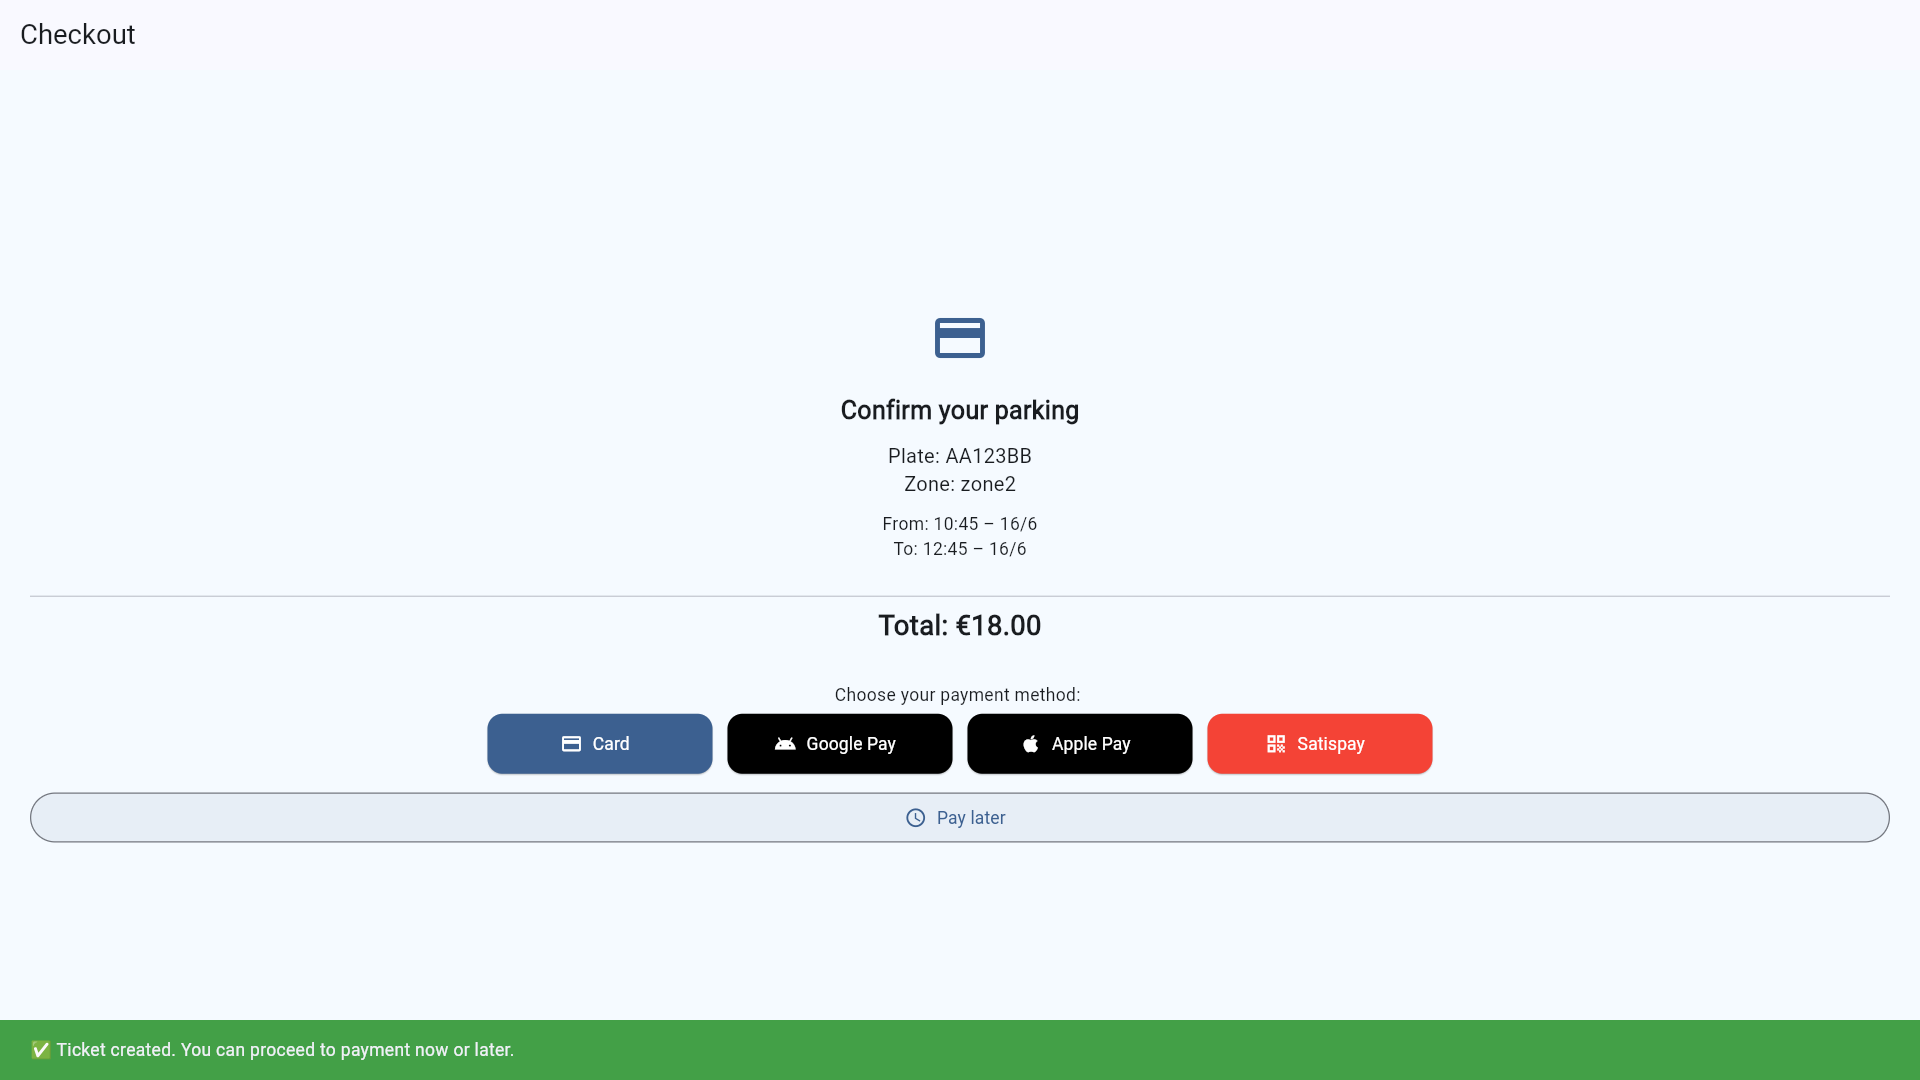 Checkout
Confirm your parking
Plate: AA123BB
Zone: zone2
From: 10:45 – 16/6
To: 12:45 – 16/6
Total: €18.00
Choose your payment method:
Card
Google Pay
Apple Pay
Satispay
Pay later
✅ Ticket created. You can proceed to payment now or later.